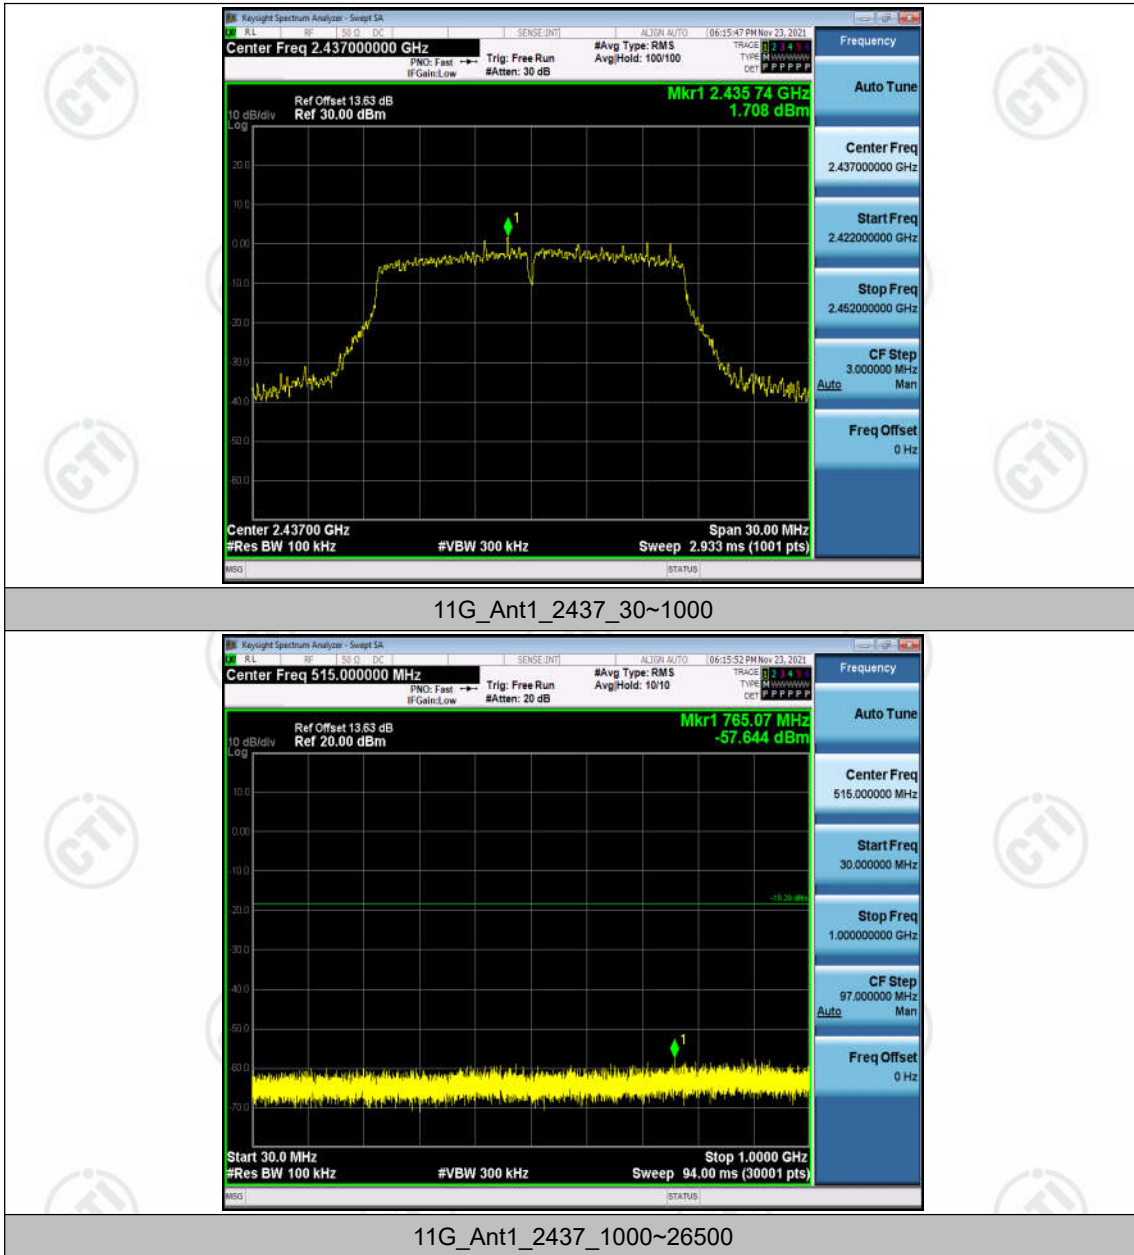 Keysight Spectrum Analyzer - Swept SA
RL RF 50 Ω DC SENSE:INT ALIGN AUTO 06:15:47 PM Nov 23, 2021
Center Freq 2.437000000 GHz
#Avg Type: RMS
TRACE 1 2 3 4 5 6
PNO: Fast Trig: Free Run Avg|Hold: 100/100 TYPE M WWWWW
IFGain:Low #Atten: 30 dB DET P P P P P P
Frequency
Auto Tune
Mkr1 2.435 74 GHz
1.708 dBm
Ref Offset 13.63 dB
10 dB/div Ref 30.00 dBm
Log
20.0
10.0
0.00
-10.0
-20.0
-30.0
-40.0
-50.0
-60.0
1
Center Freq
2.437000000 GHz
Start Freq
2.422000000 GHz
Stop Freq
2.452000000 GHz
CF Step
3.000000 MHz
Auto Man
Freq Offset
0 Hz
Center 2.43700 GHz Span 30.00 MHz
#Res BW 100 kHz #VBW 300 kHz Sweep 2.933 ms (1001 pts)
MSG STATUS
11G_Ant1_2437_30~1000
Keysight Spectrum Analyzer - Swept SA
RL RF 50 Ω DC SENSE:INT ALIGN AUTO 06:15:52 PM Nov 23, 2021
Center Freq 515.000000 MHz
#Avg Type: RMS
TRACE 1 2 3 4 5 6
PNO: Fast Trig: Free Run Avg|Hold: 10/10 TYPE M WWWWW
IFGain:Low #Atten: 20 dB DET P P P P P P
Frequency
Auto Tune
Mkr1 765.07 MHz
-57.644 dBm
Ref Offset 13.63 dB
10 dB/div Ref 20.00 dBm
Log
10.0
0.00
-10.0
-20.0
-30.0
-40.0
-50.0
-60.0
-70.0
-18.29 dBm
1
Center Freq
515.000000 MHz
Start Freq
30.000000 MHz
Stop Freq
1.000000000 GHz
CF Step
97.000000 MHz
Auto Man
Freq Offset
0 Hz
Start 30.0 MHz Stop 1.0000 GHz
#Res BW 100 kHz #VBW 300 kHz Sweep 94.00 ms (30001 pts)
MSG STATUS
11G_Ant1_2437_1000~26500
CTI
CTI
CTI
CTI
CTI
CTI